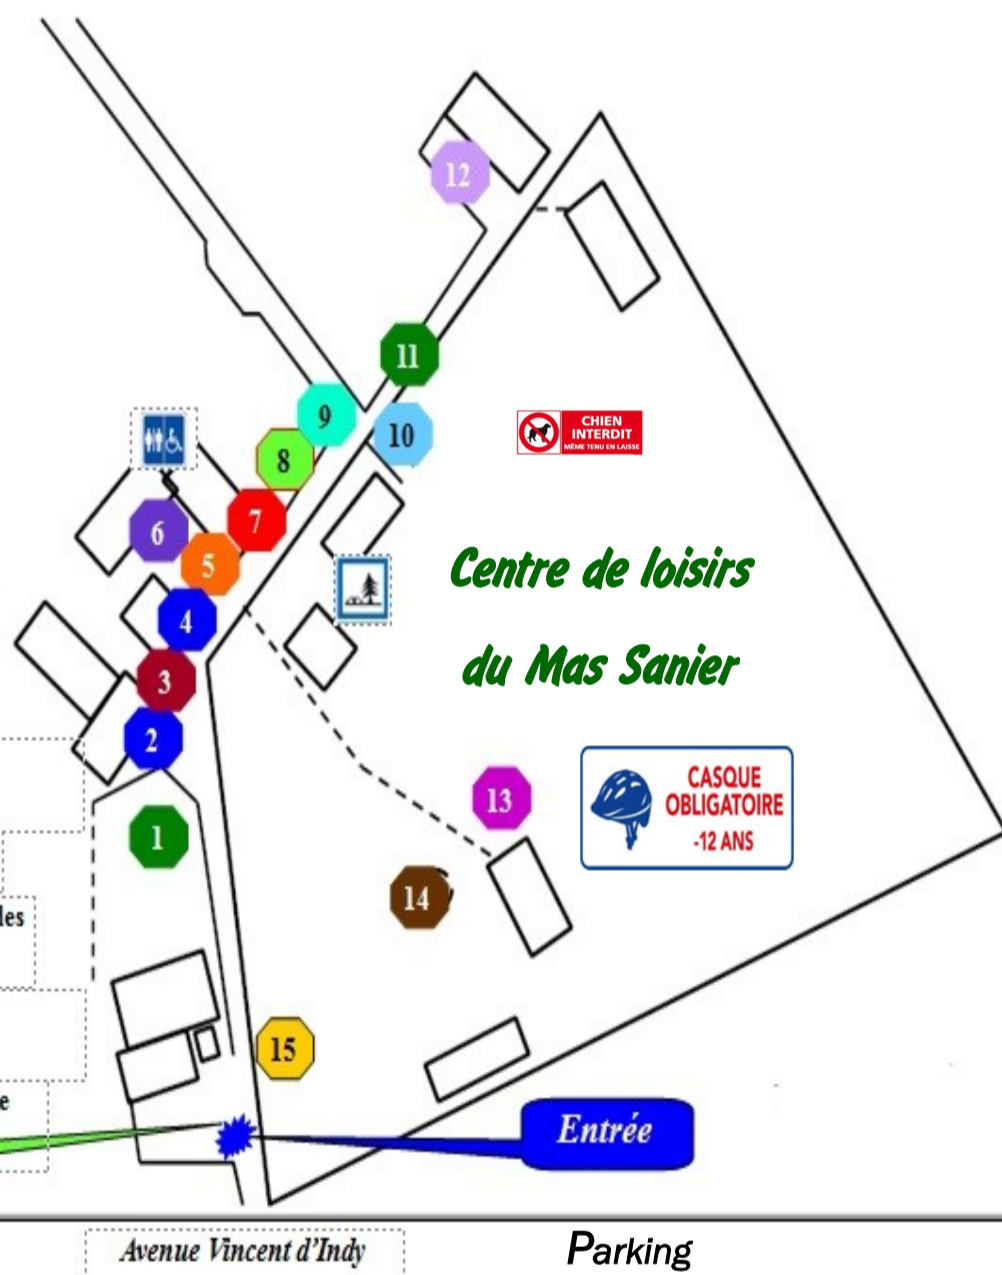 12
11
9
10
CHIEN
INTERDIT
MÊME TENU EN LAISSE
8
7
6
5
Centre de loisirs
4
du Mas Sanier
3
2
CASQUE
OBLIGATOIRE
-12 ANS
13
1
14
les
15
e
Entrée
Avenue Vincent d'Indy
Parking